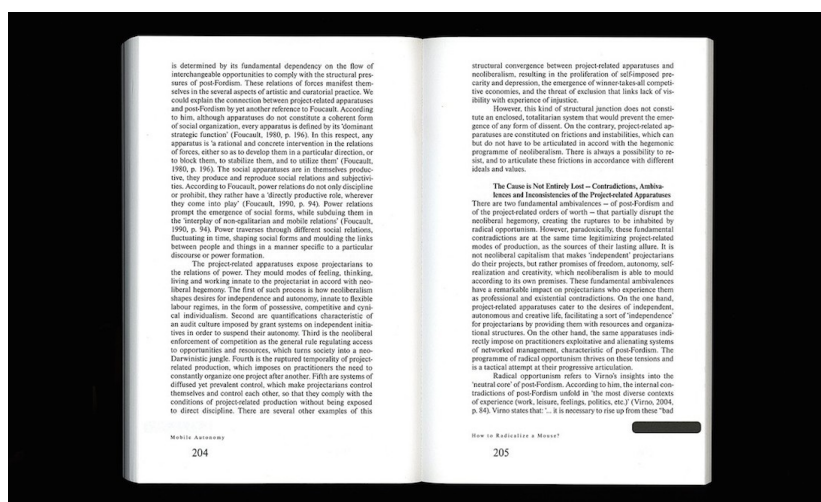 is determined by its fundamental dependency on the flow of
interchangeable opportunities to comply with the structural pres-
sures of post-Fordism. These relations of forces manifest them-
selves in the several aspects of artistic and curatorial practice. We
could explain the connection between project-related apparatuses
and post-Fordism by yet another reference to Foucault. According
to him, although apparatuses do not constitute a coherent form
of social organization, every apparatus is defined by its 'dominant
strategic function' (Foucault, 1980, p. 196). In this respect, any
apparatus is 'a rational and concrete intervention in the relations
of forces, either so as to develop them in a particular direction, or
to block them, to stabilize them, and to utilize them' (Foucault,
1980, p. 196). The social apparatuses are in themselves produc-
tive, they produce and reproduce social relations and subjectivi-
ties. According to Foucault, power relations do not only discipline
or prohibit, they rather have a 'directly productive role, wherever
they come into play' (Foucault, 1990, p. 94). Power relations
prompt the emergence of social forms, while subduing them in
the 'interplay of non-egalitarian and mobile relations' (Foucault,
1990, p. 94). Power traverses through different social relations,
fluctuating in time, shaping social forms and moulding the links
between people and things in a manner specific to a particular
discourse or power formation.
The project-related apparatuses expose projectarians to
the relations of power. They mould modes of feeling, thinking,
living and working innate to the projectariat in accord with neo-
liberal hegemony. The first of such process is how neoliberalism
shapes desires for independence and autonomy, innate to flexible
labour regimes, in the form of possessive, competitive and cyni-
cal individualism. Second are quantifications characteristic of
an audit culture imposed by grant systems on independent initia-
tives in order to suspend their autonomy. Third is the neoliberal
enforcement of competition as the general rule regulating access
to opportunities and resources, which turns society into a neo-
Darwinistic jungle. Fourth is the ruptured temporality of project-
related production, which imposes on practitioners the need to
constantly organize one project after another. Fifth are systems of
diffused yet prevalent control, which make projectarians control
themselves and control each other, so that they comply with the
conditions of project-related production without being exposed
to direct discipline. There are several other examples of this
Mobile Autonomy
204
structural convergence between project-related apparatuses and
neoliberalism, resulting in the proliferation of self-imposed pre-
carity and depression, the emergence of winner-takes-all competi-
tive economies, and the threat of exclusion that links lack of vis-
ibility with experience of injustice.
However, this kind of structural junction does not consti-
tute an enclosed, totalitarian system that would prevent the emer-
gence of any form of dissent. On the contrary, project-related ap-
paratuses are constituted on frictions and instabilities, which can
but do not have to be articulated in accord with the hegemonic
programme of neoliberalism. There is always a possibility to re-
sist, and to articulate these frictions in accordance with different
ideals and values.
The Cause is Not Entirely Lost – Contradictions, Ambiva-
lences and Inconsistencies of the Project-related Apparatuses
There are two fundamental ambivalences – of post-Fordism and
of the project-related orders of worth – that partially disrupt the
neoliberal hegemony, creating the ruptures to be inhabited by
radical opportunism. However, paradoxically, these fundamental
contradictions are at the same time legitimizing project-related
modes of production, as the sources of their lasting allure. It is
not neoliberal capitalism that makes 'independent' projectarians
do their projects, but rather promises of freedom, autonomy, self-
realization and creativity, which neoliberalism is able to mould
according to its own premises. These fundamental ambivalences
have a remarkable impact on projectarians who experience them
as professional and existential contradictions. On the one hand,
project-related apparatuses cater to the desires of independent,
autonomous and creative life, facilitating a sort of 'independence'
for projectarians by providing them with resources and organiza-
tional structures. On the other hand, the same apparatuses indi-
rectly impose on practitioners exploitative and alienating systems
of networked management, characteristic of post-Fordism. The
programme of radical opportunism thrives on these tensions and
is a tactical attempt at their progressive articulation.
Radical opportunism refers to Virno's insights into the
'neutral core' of post-Fordism. According to him, the internal con-
tradictions of post-Fordism unfold in 'the most diverse contexts
of experience (work, leisure, feelings, politics, etc.)' (Virno, 2004,
p. 84). Virno states that: '... it is necessary to rise up from these "bad
How to Radicalize a Mouse?
205